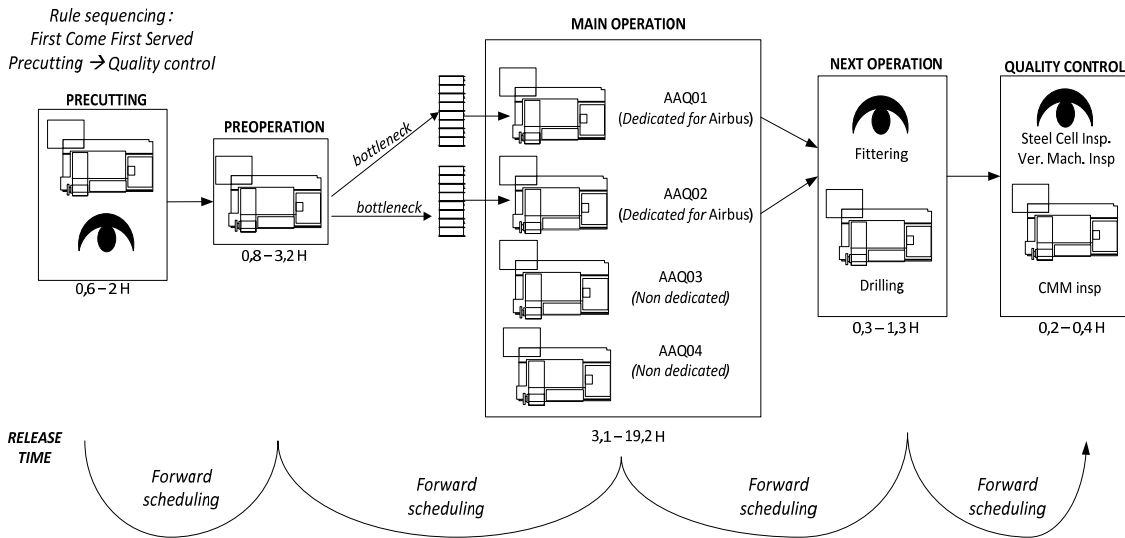 Rule sequencing :
First Come First Served
Precutting → Quality control
PRECUTTING
0,6 – 2 H
PREOPERATION
0,8 – 3,2 H
bottleneck
bottleneck
MAIN OPERATION
AAQ01
(Dedicated for Airbus)
AAQ02
(Dedicated for Airbus)
AAQ03
(Non dedicated)
AAQ04
(Non dedicated)
3,1 – 19,2 H
NEXT OPERATION
Fittering
Drilling
0,3 – 1,3 H
QUALITY CONTROL
Steel Cell Insp.
Ver. Mach. Insp
CMM insp
0,2 – 0,4 H
RELEASE
TIME
Forward
scheduling
Forward
scheduling
Forward
scheduling
Forward
scheduling